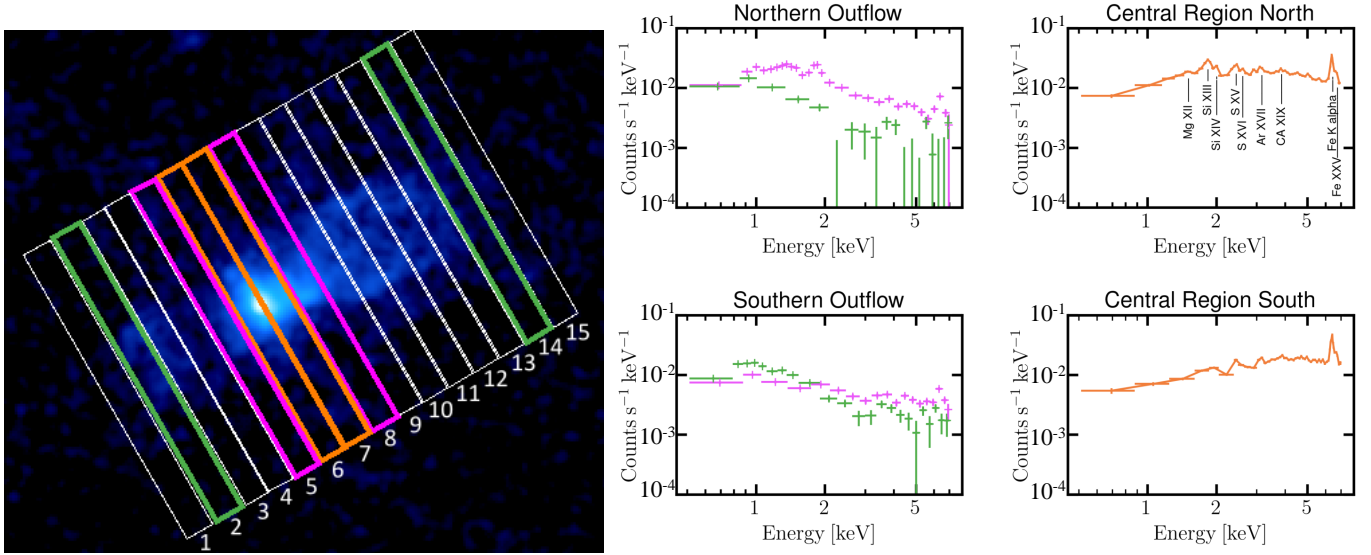 1
2
3
4
5
6
7
8
9
10
11
12
13
14
15
Northern Outflow
10⁻¹
10⁻²
10⁻³
10⁻⁴
Counts s⁻¹ keV⁻¹
1 2 5
Energy [keV]
Central Region North
10⁻¹
10⁻²
10⁻³
10⁻⁴
Counts s⁻¹ keV⁻¹
Mg XII
Si XIII
Si XIV
S XV
S XVI
Ar XVII
CA XIX
Fe K alpha
Fe XXV
1 2 5
Energy [keV]
Southern Outflow
10⁻¹
10⁻²
10⁻³
10⁻⁴
Counts s⁻¹ keV⁻¹
1 2 5
Energy [keV]
Central Region South
10⁻¹
10⁻²
10⁻³
10⁻⁴
Counts s⁻¹ keV⁻¹
1 2 5
Energy [keV]